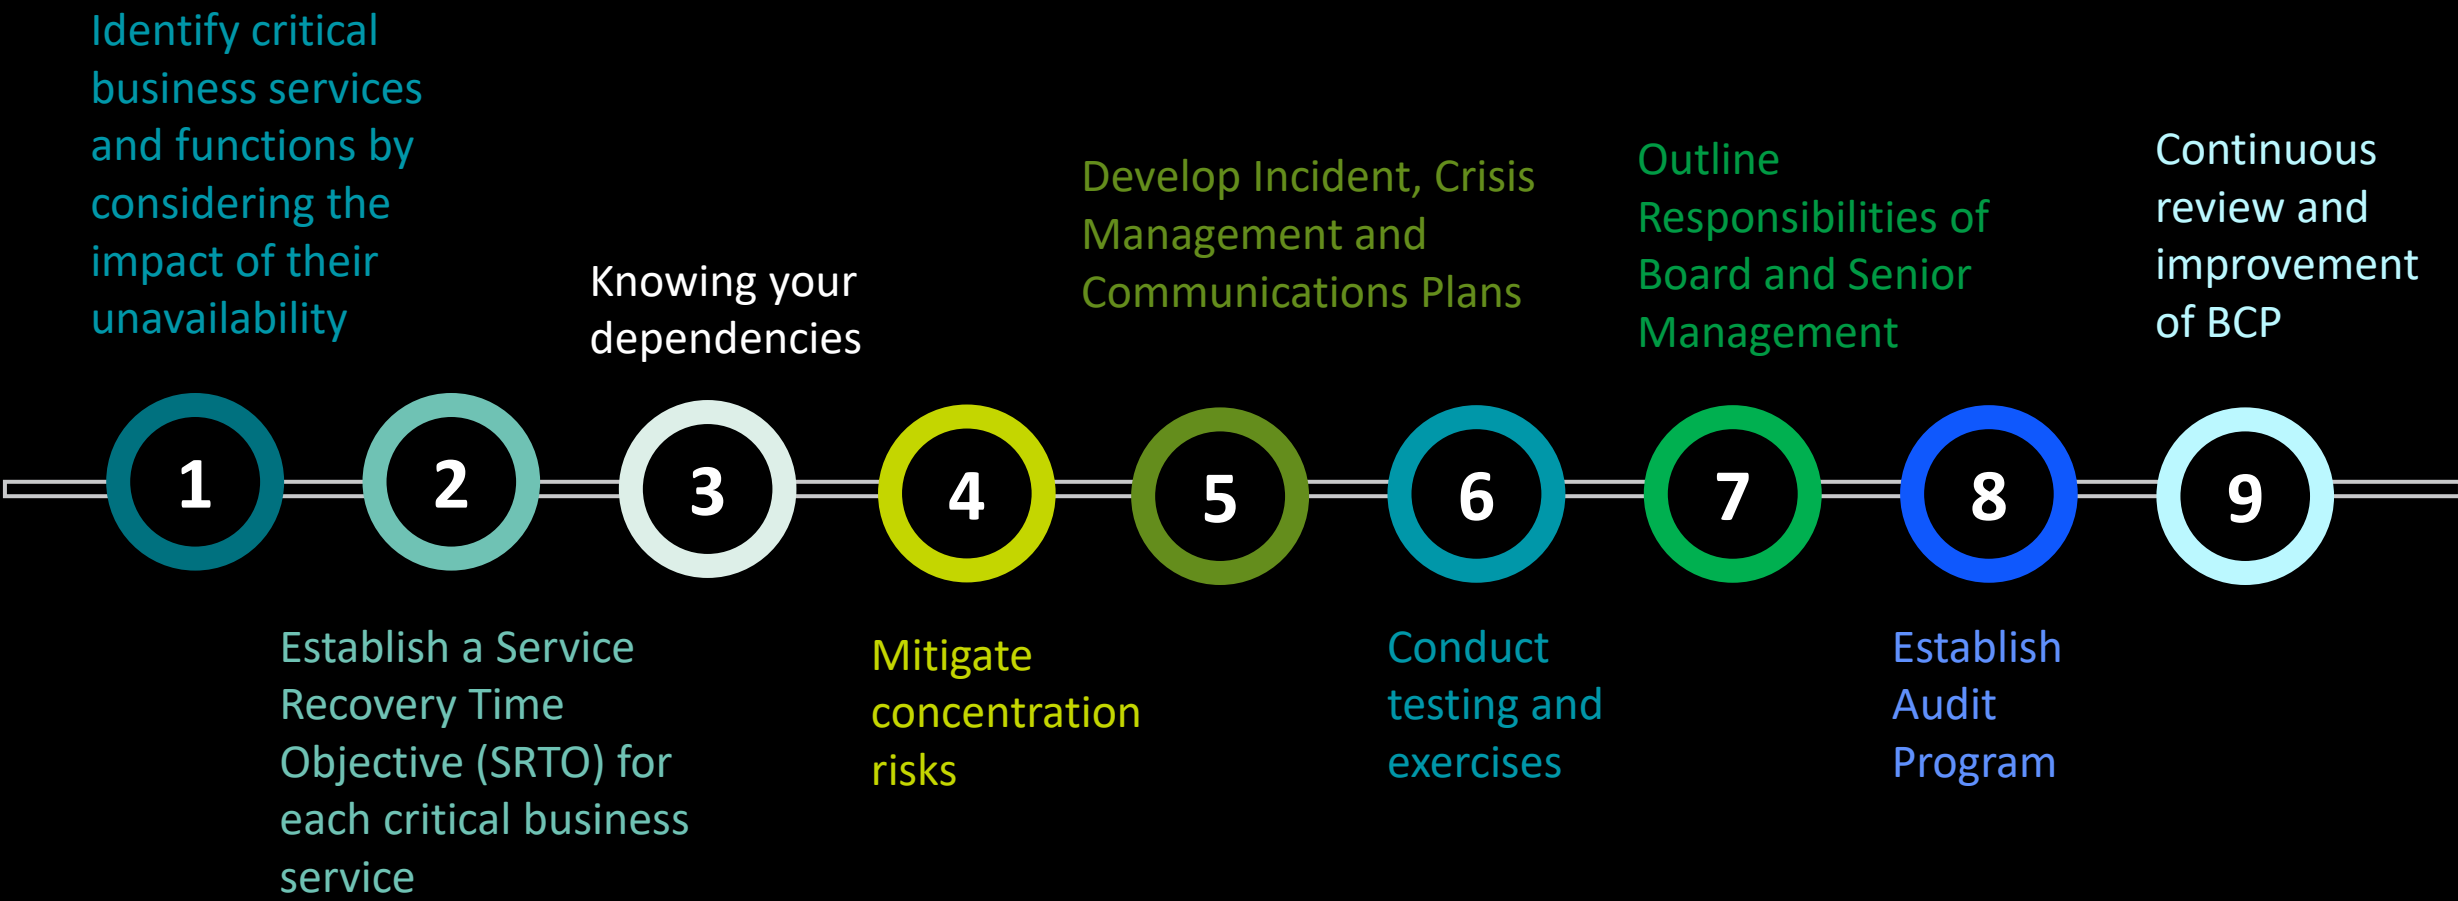 Identify critical
business services
and functions by
considering the
impact of their
unavailability
1
Establish a Service
Recovery Time
Objective (SRTO) for
each critical business
service
2
Knowing your
dependencies
3
Mitigate
concentration
risks
4
Develop Incident, Crisis
Management and
Communications Plans
5
Conduct
testing and
exercises
6
Outline
Responsibilities of
Board and Senior
Management
7
Establish
Audit
Program
8
Continuous
review and
improvement
of BCP
9